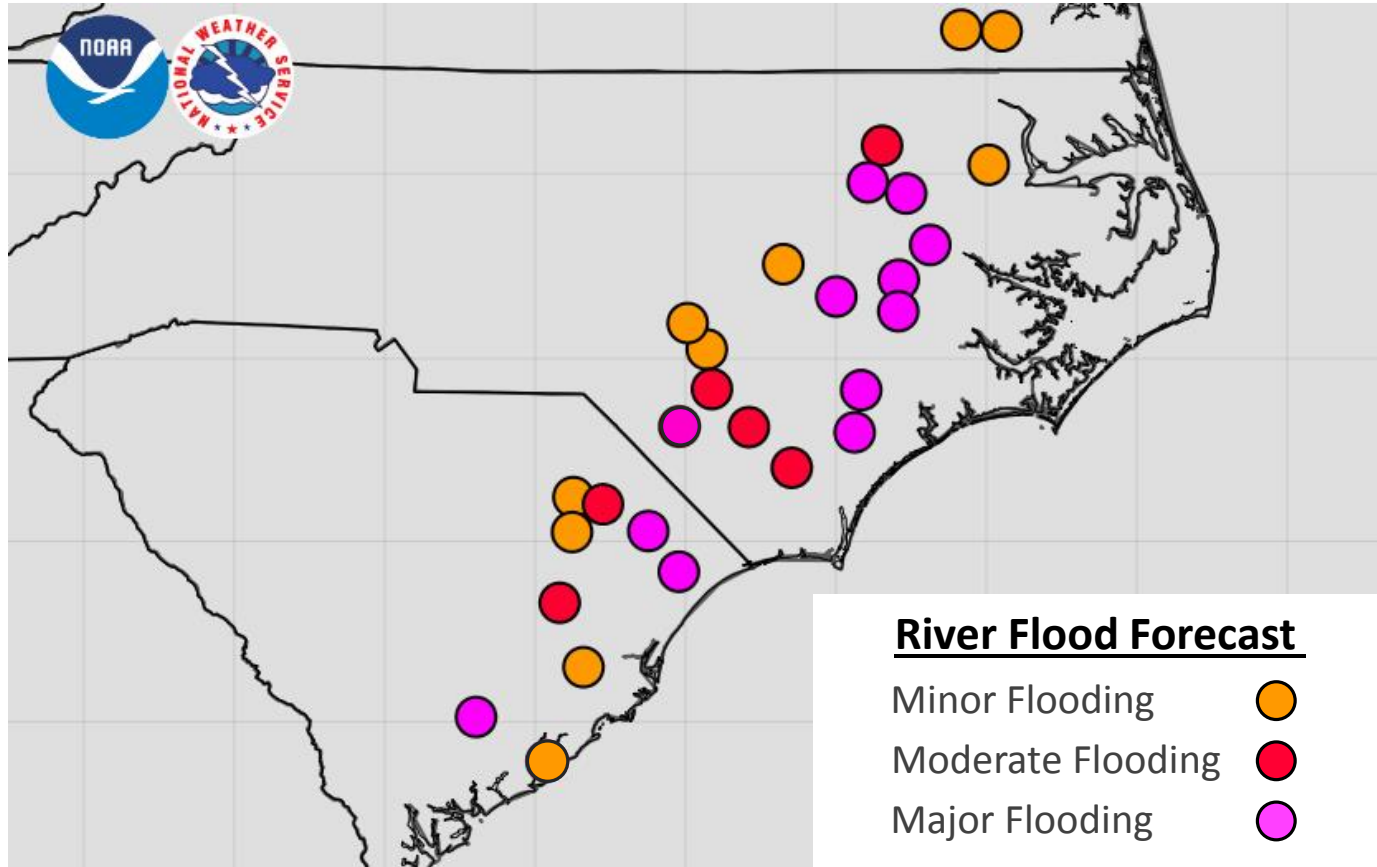 NOAA
NATIONAL WEATHER SERVICE
River Flood Forecast
Minor Flooding
Moderate Flooding
Major Flooding